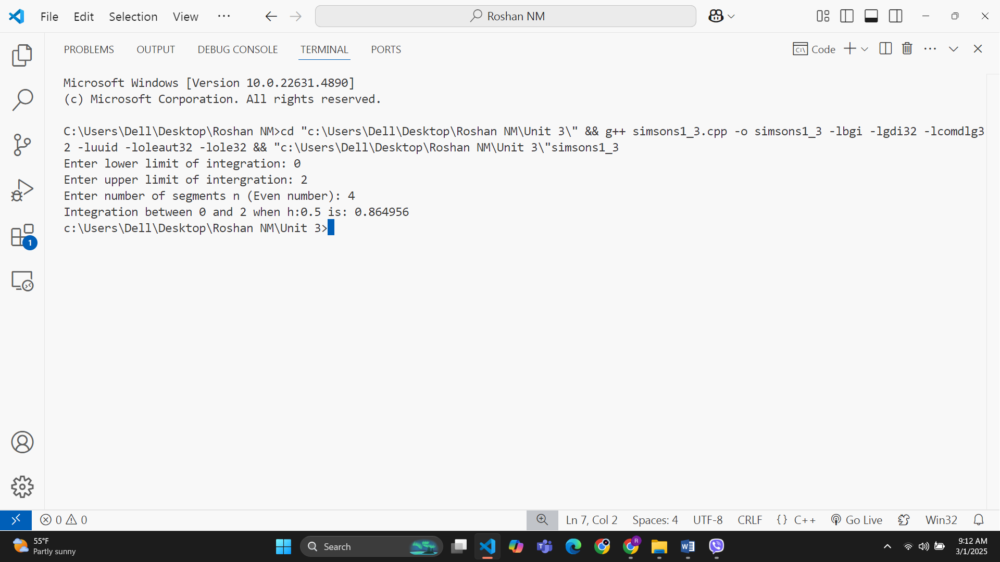 File Edit Selection View ··· Roshan NM
PROBLEMS OUTPUT DEBUG CONSOLE TERMINAL PORTS Code
Microsoft Windows [Version 10.0.22631.4890]
(c) Microsoft Corporation. All rights reserved.
C:\Users\Dell\Desktop\Roshan NM>cd "c:\Users\Dell\Desktop\Roshan NM\Unit 3\" && g++ simsons1_3.cpp -o simsons1_3 -lbgi -lgdi32 -lcomdlg3
2 -luuid -loleaut32 -lole32 && "c:\Users\Dell\Desktop\Roshan NM\Unit 3\"simsons1_3
Enter lower limit of integration: 0
Enter upper limit of intergration: 2
Enter number of segments n (Even number): 4
Integration between 0 and 2 when h:0.5 is: 0.864956
c:\Users\Dell\Desktop\Roshan NM\Unit 3>
1
0 0 Ln 7, Col 2 Spaces: 4 UTF-8 CRLF {} C++ Go Live Win32
55°F
Partly sunny
Search
R
9:12 AM
3/1/2025